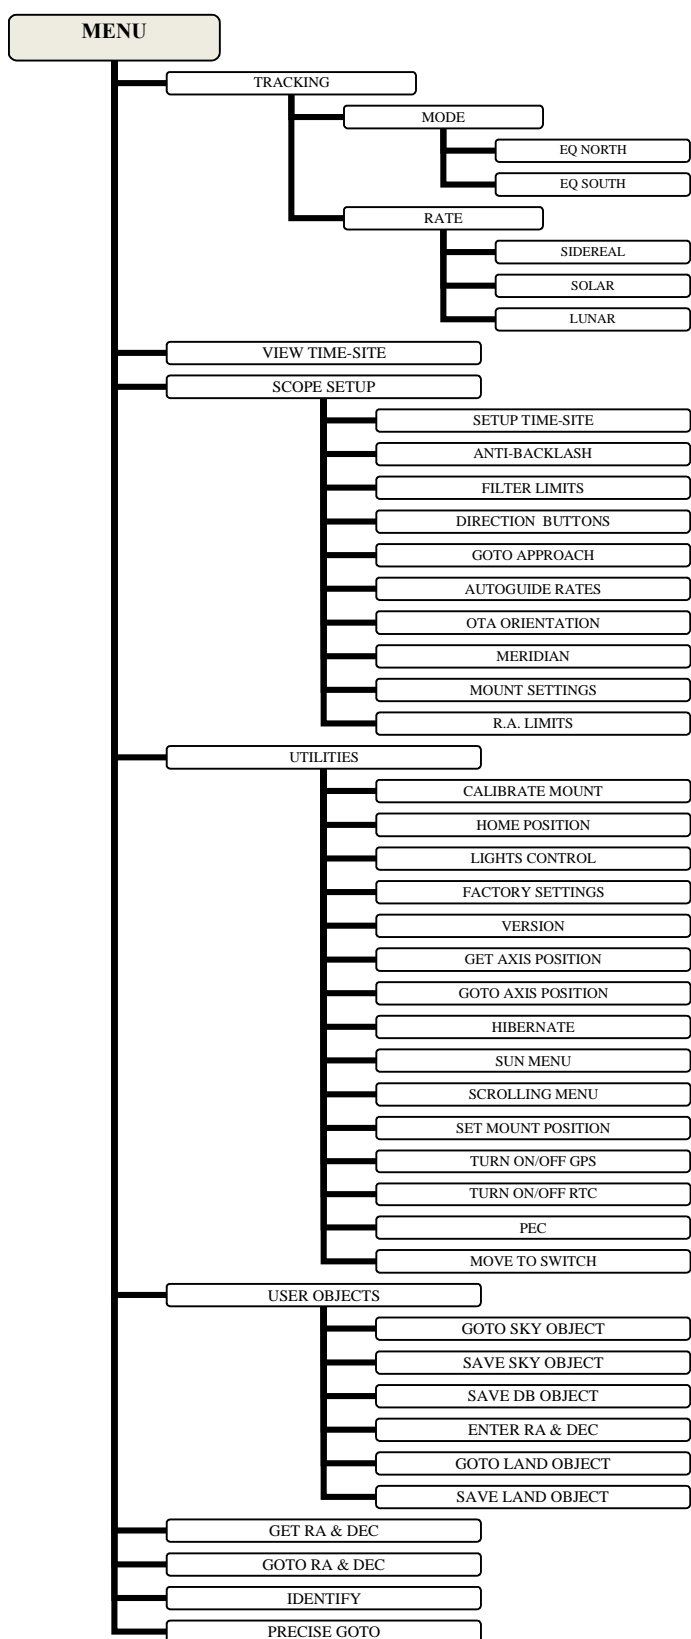 MENU
TRACKING
MODE
EQ NORTH
EQ SOUTH
RATE
SIDEREAL
SOLAR
LUNAR
VIEW TIME-SITE
SCOPE SETUP
SETUP TIME-SITE
ANTI-BACKLASH
FILTER LIMITS
DIRECTION BUTTONS
GOTO APPROACH
AUTOGUIDE RATES
OTA ORIENTATION
MERIDIAN
MOUNT SETTINGS
R.A. LIMITS
UTILITIES
CALIBRATE MOUNT
HOME POSITION
LIGHTS CONTROL
FACTORY SETTINGS
VERSION
GET AXIS POSITION
GOTO AXIS POSITION
HIBERNATE
SUN MENU
SCROLLING MENU
SET MOUNT POSITION
TURN ON/OFF GPS
TURN ON/OFF RTC
PEC
MOVE TO SWITCH
USER OBJECTS
GOTO SKY OBJECT
SAVE SKY OBJECT
SAVE DB OBJECT
ENTER RA & DEC
GOTO LAND OBJECT
SAVE LAND OBJECT
GET RA & DEC
GOTO RA & DEC
IDENTIFY
PRECISE GOTO